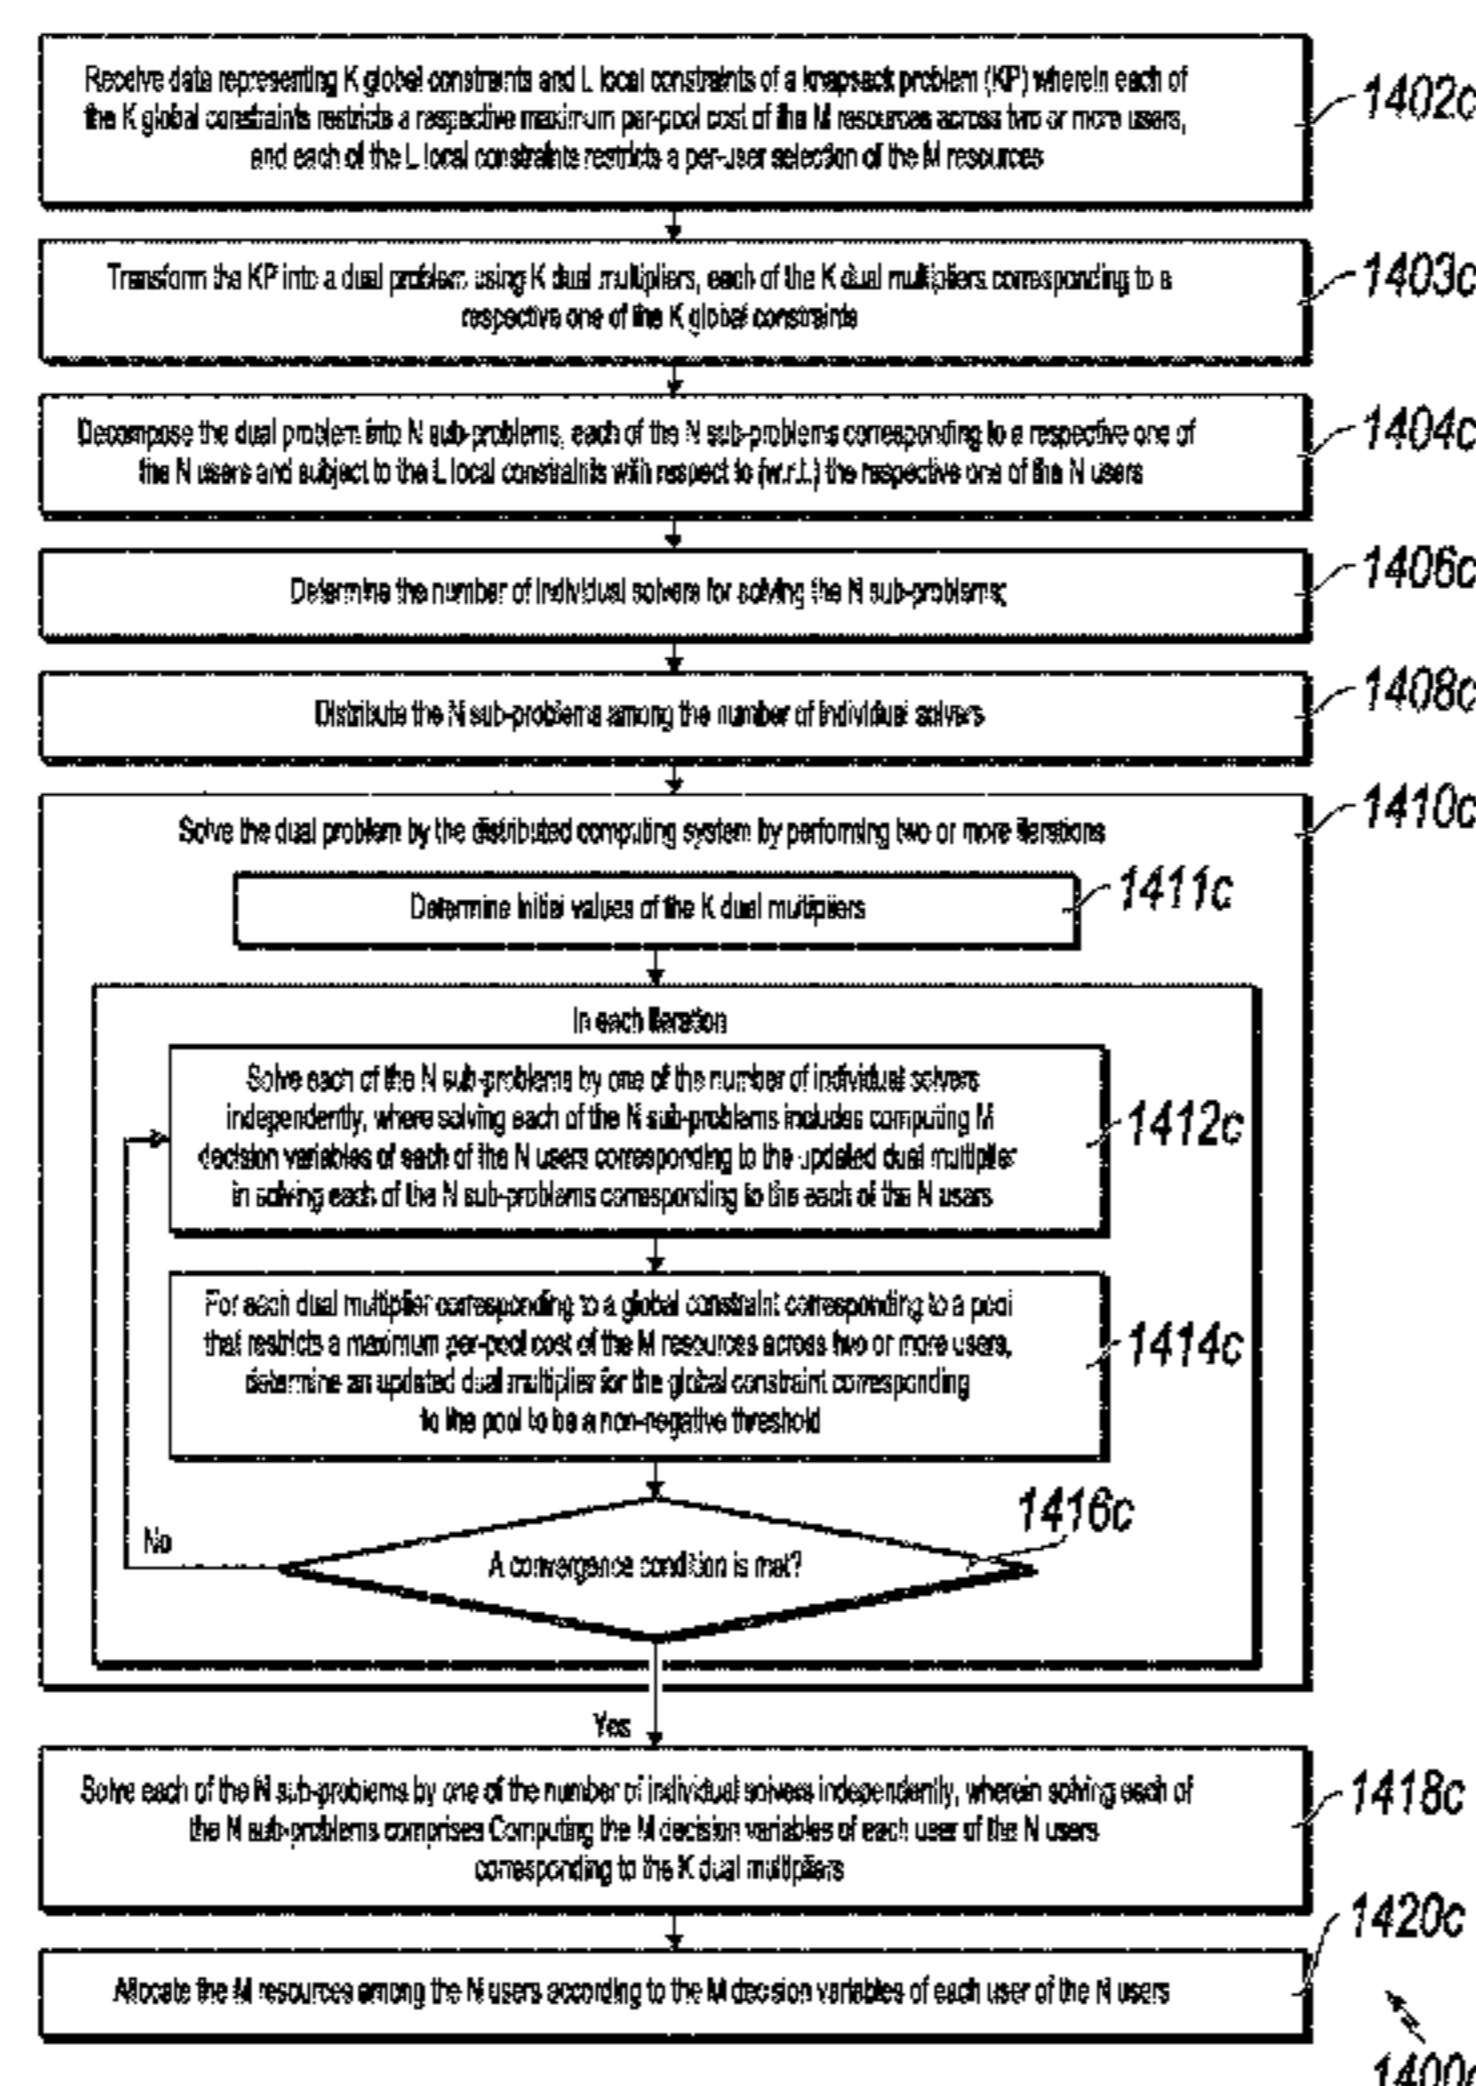 Receive data representing K global constraints and L local constraints of a knapsack problem (KP) wherein each of
the K global constraints restricts a respective maximum per-pool cost of the M resources across two or more users,
and each of the L local constraints restricts a per-user selection of the M resources
1402c
Transform the KP into a dual problem using K dual multipliers, each of the K dual multipliers corresponding to a
respective one of the K global constraints
1403c
Decompose the dual problem into N sub-problems, each of the N sub-problems corresponding to a respective one of
the N users and subject to the L local constraints with respect to (w.r.t.) the respective one of the N users
1404c
Determine the number of individual solvers for solving the N sub-problems;
1406c
Distribute the N sub-problems among the number of individual solvers
1408c
Solve the dual problem by the distributed computing system by performing two or more iterations
1410c
Determine initial values of the K dual multipliers
1411c
In each iteration
Solve each of the N sub-problems by one of the number of individual solvers
independently, where solving each of the N sub-problems includes computing M
decision variables of each of the N users corresponding to the updated dual multiplier
in solving each of the N sub-problems corresponding to the each of the N users
1412c
For each dual multiplier corresponding to a global constraint corresponding to a pool
that restricts a maximum per-pool cost of the M resources across two or more users,
determine an updated dual multiplier for the global constraint corresponding
to the pool to be a non-negative threshold
1414c
A convergence condition is met?
1416c
No
Yes
Solve each of the N sub-problems by one of the number of individual solvers independently, wherein solving each of
the N sub-problems comprises Computing the M decision variables of each user of the N users
corresponding to the K dual multipliers
1418c
Allocate the M resources among the N users according to the M decision variables of each user of the N users
1420c
1400c